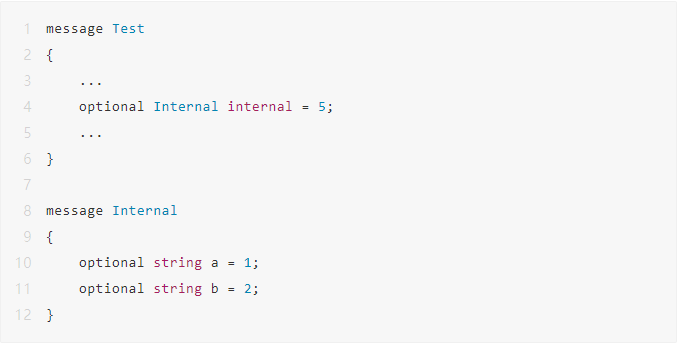 1 message Test
2 {
3     ...
4     optional Internal internal = 5;
5     ...
6 }
7
8 message Internal
9 {
10     optional string a = 1;
11     optional string b = 2;
12 }